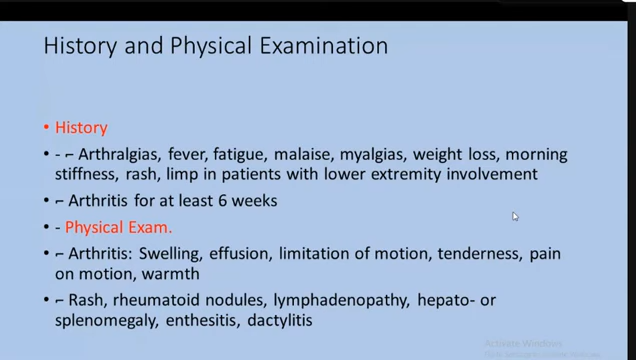 History and Physical Examination
• History
• - ⌐ Arthralgias, fever, fatigue, malaise, myalgias, weight loss, morning
stiffness, rash, limp in patients with lower extremity involvement
• ⌐ Arthritis for at least 6 weeks
• - Physical Exam.
• ⌐ Arthritis: Swelling, effusion, limitation of motion, tenderness, pain
on motion, warmth
• ⌐ Rash, rheumatoid nodules, lymphadenopathy, hepato- or
splenomegaly, enthesitis, dactylitis
Activate Windows